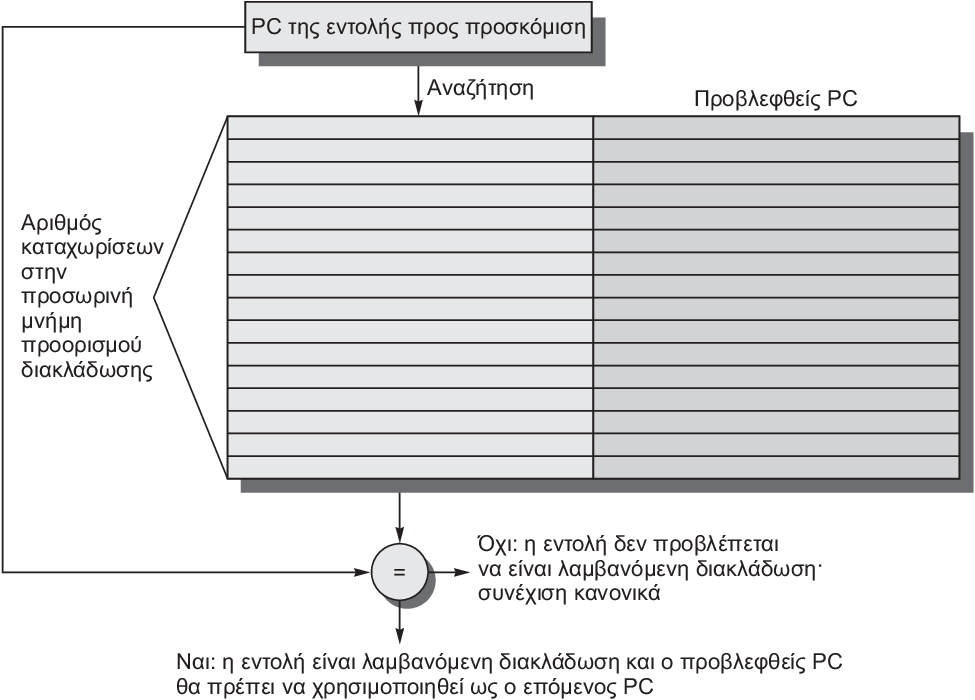 PC της εντολής προς προσκόμιση
Αναζήτηση
Προβλεφθείς PC
Αριθμός
καταχωρίσεων
στην
προσωρινή
μνήμη
προορισμού
διακλάδωσης
=
Όχι: η εντολή δεν προβλέπεται
να είναι λαμβανόμενη διακλάδωση·
συνέχιση κανονικά
Ναι: η εντολή είναι λαμβανόμενη διακλάδωση και ο προβλεφθείς PC
θα πρέπει να χρησιμοποιηθεί ως ο επόμενος PC